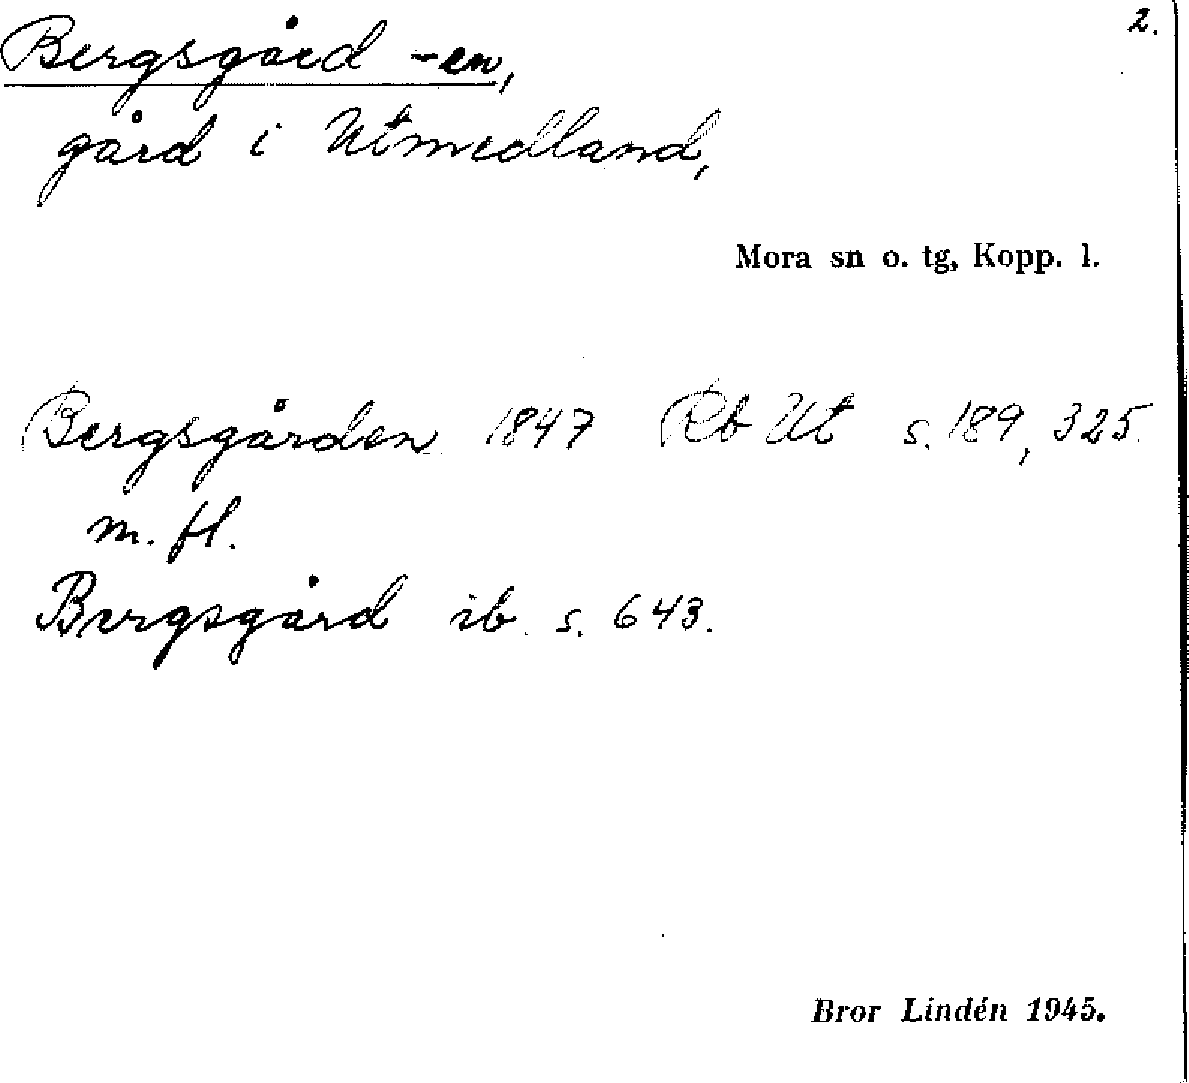 2.
Bergsgård -en,
gård i Utmedland,
Mora sn o. tg, Kopp. l.
Bergsgården 1847 Rb Ut s. 189, 325.
m. fl.
Bergsgård ib. s. 643.
Bror Lindén 1945.